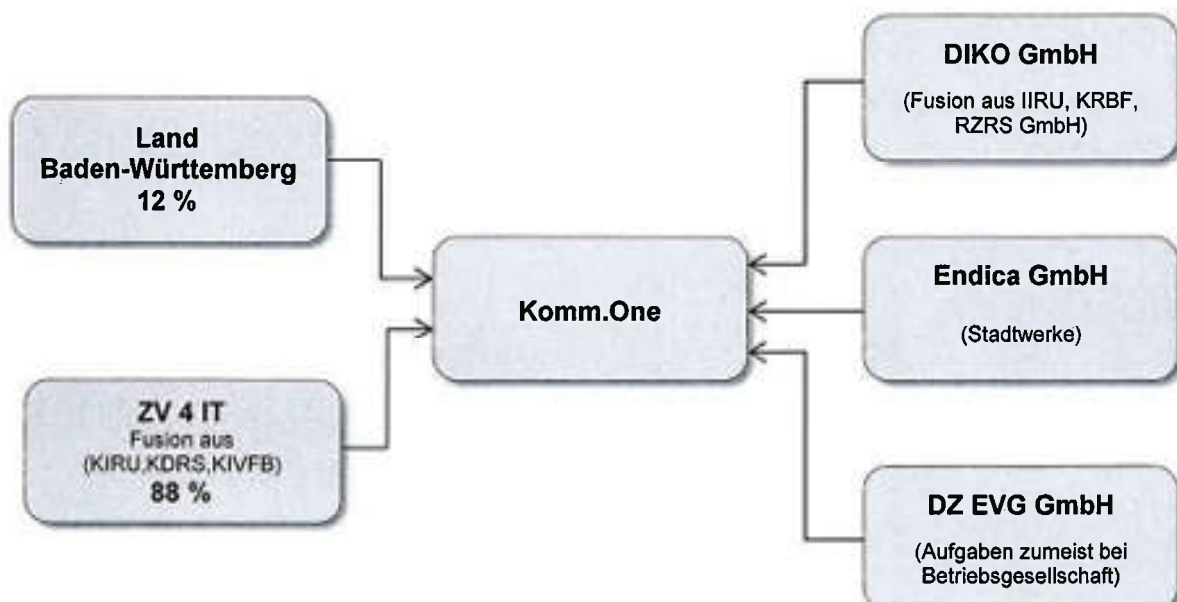 Land
Baden-Württemberg
12 %
ZV 4 IT
Fusion aus
(KIRU,KDRS,KIVFB)
88 %
Komm.One
DIKO GmbH
(Fusion aus IIRU, KRBF,
RZRS GmbH)
Endica GmbH
(Stadtwerke)
DZ EVG GmbH
(Aufgaben zumeist bei
Betriebsgesellschaft)